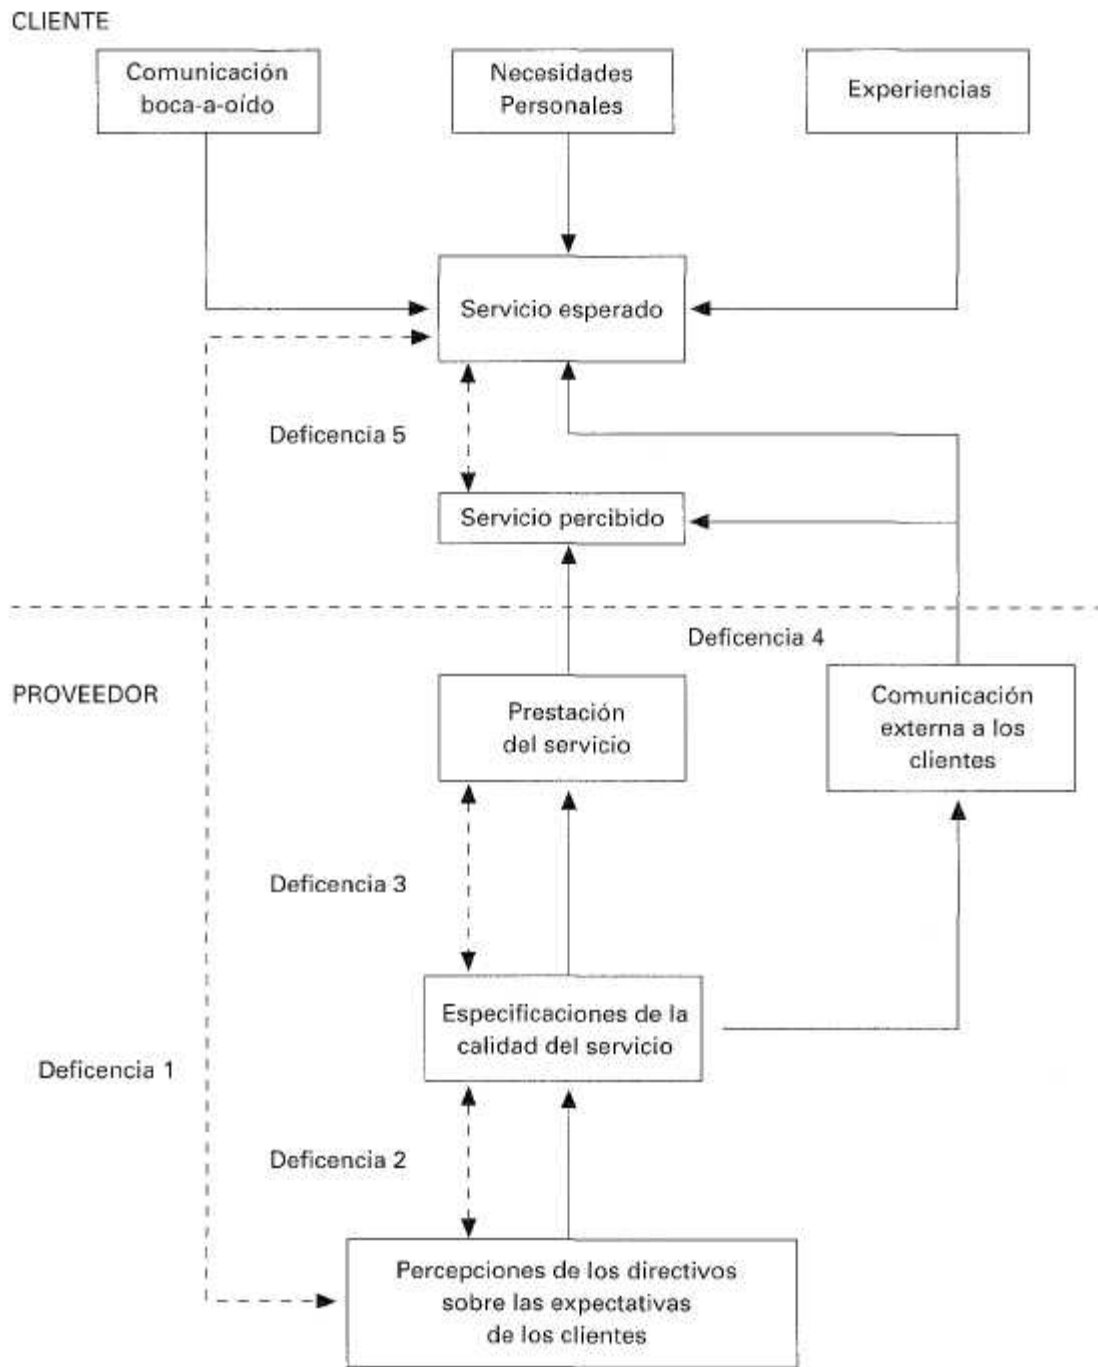 CLIENTE
Comunicación
boca-a-oído
Necesidades
Personales
Experiencias
Servicio esperado
Deficencia 5
Servicio percibido
Deficencia 4
PROVEEDOR
Prestación
del servicio
Comunicación
externa a los
clientes
Deficencia 3
Especificaciones de la
calidad del servicio
Deficencia 1
Deficencia 2
Percepciones de los directivos
sobre las expectativas
de los clientes